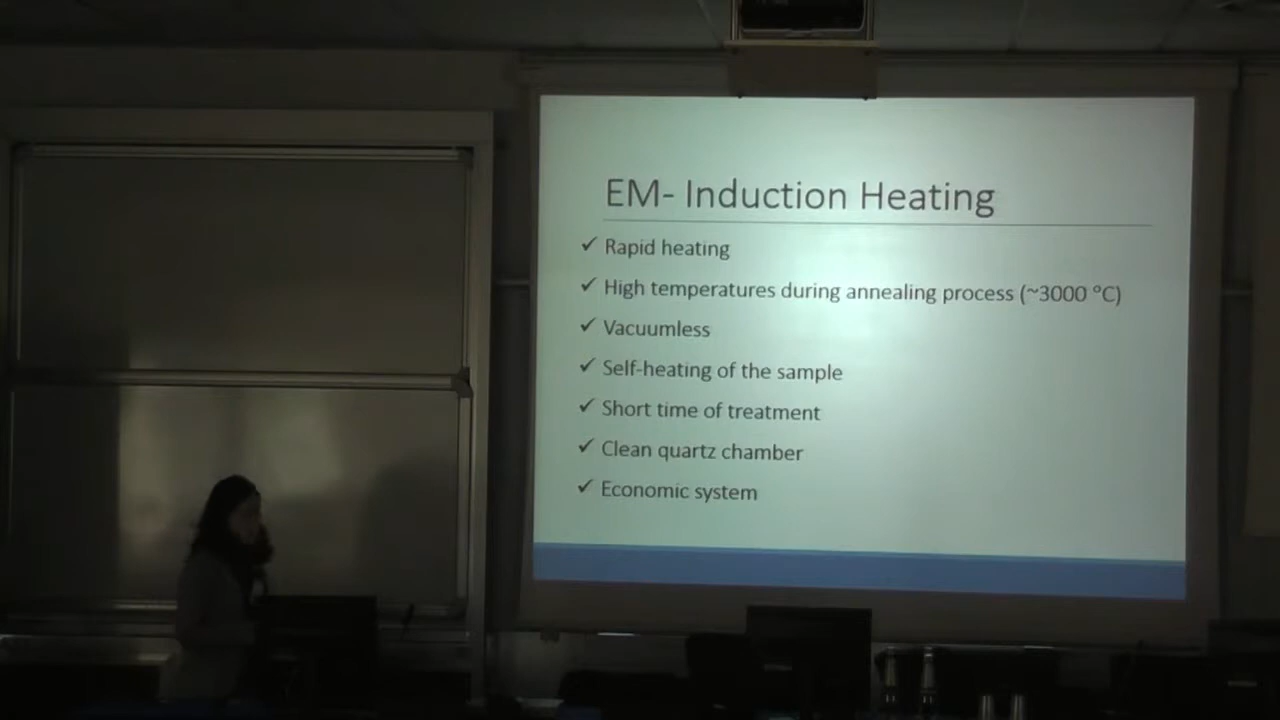 EM- Induction Heating
✓ Rapid heating
✓ High temperatures during annealing process (~3000 °C)
✓ Vacuumless
✓ Self-heating of the sample
✓ Short time of treatment
✓ Clean quartz chamber
✓ Economic system